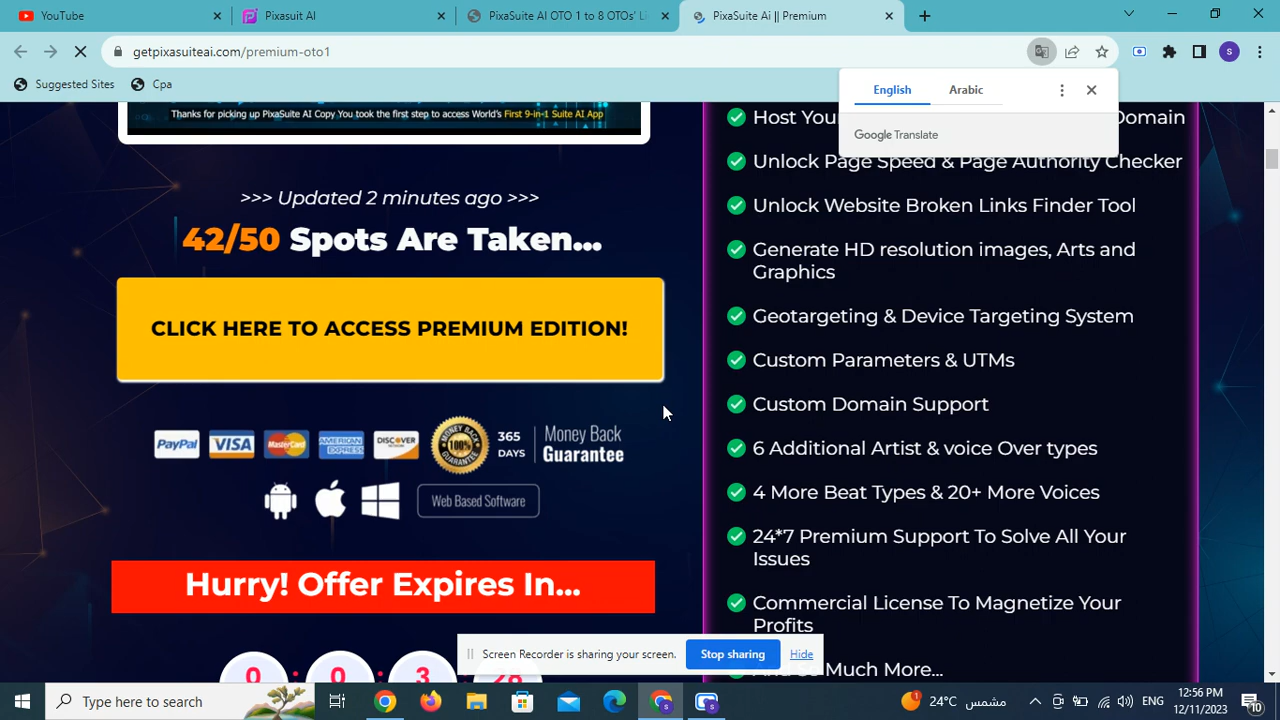 YouTube
Pixasuit AI
PixaSuite AI OTO 1 to 8 OTOs' Li
PixaSuite Ai || Premium
getpixasuiteai.com/premium-oto1
S
Suggested Sites
Cpa
English
Arabic
Google Translate
Thanks for picking up PixaSuite AI Copy You took the first step to access World's First 9-in-1 Suite AI App
>>> Updated 2 minutes ago >>>
42/50 Spots Are Taken...
CLICK HERE TO ACCESS PREMIUM EDITION!
PayPal
VISA
MasterCard
AMERICAN EXPRESS
DISCOVER
100%
365 DAYS
Money Back Guarantee
Web Based Software
Hurry! Offer Expires In...
0 : 0 : 3 : 28
Host You
Domain
Unlock Page Speed & Page Authority Checker
Unlock Website Broken Links Finder Tool
Generate HD resolution images, Arts and
Graphics
Geotargeting & Device Targeting System
Custom Parameters & UTMs
Custom Domain Support
6 Additional Artist & voice Over types
4 More Beat Types & 20+ More Voices
24*7 Premium Support To Solve All Your
Issues
Commercial License To Magnetize Your
Profits
Much More...
Screen Recorder is sharing your screen.
Stop sharing
Hide
Type here to search
1
24°C مشمس
ENG
12:56 PM
12/11/2023
10